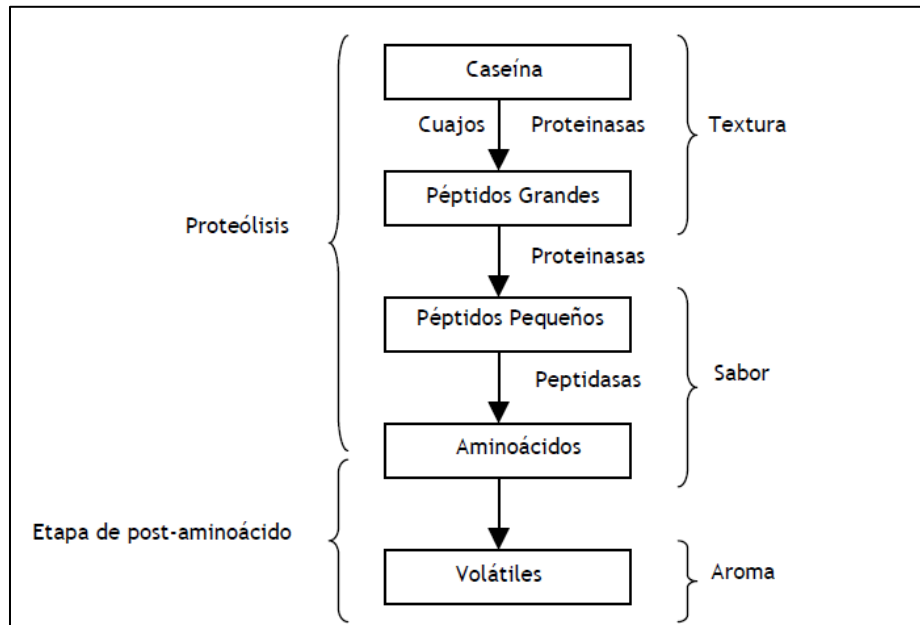 Caseína
Cuajos Proteinasas
Textura
Péptidos Grandes
Proteólisis
Proteinasas
Péptidos Pequeños
Peptidasas
Sabor
Aminoácidos
Etapa de post-aminoácido
Volátiles
Aroma